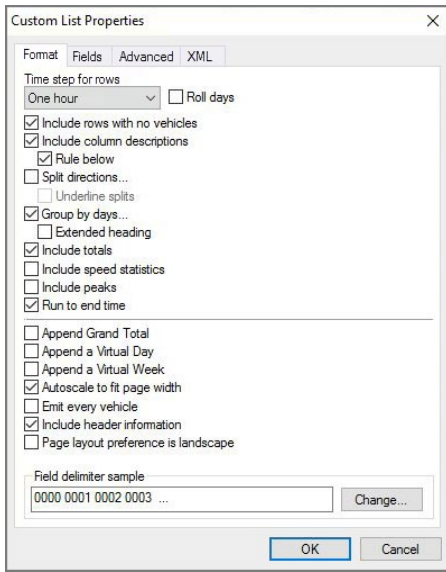 Custom List Properties
Format Fields Advanced XML
Time step for rows
One hour Roll days
Include rows with no vehicles
Include column descriptions
Rule below
Split directions...
Underline splits
Group by days...
Extended heading
Include totals
Include speed statistics
Include peaks
Run to end time
Append Grand Total
Append a Virtual Day
Append a Virtual Week
Autoscale to fit page width
Emit every vehicle
Include header information
Page layout preference is landscape
Field delimiter sample
0000 0001 0002 0003 ... Change...
OK Cancel